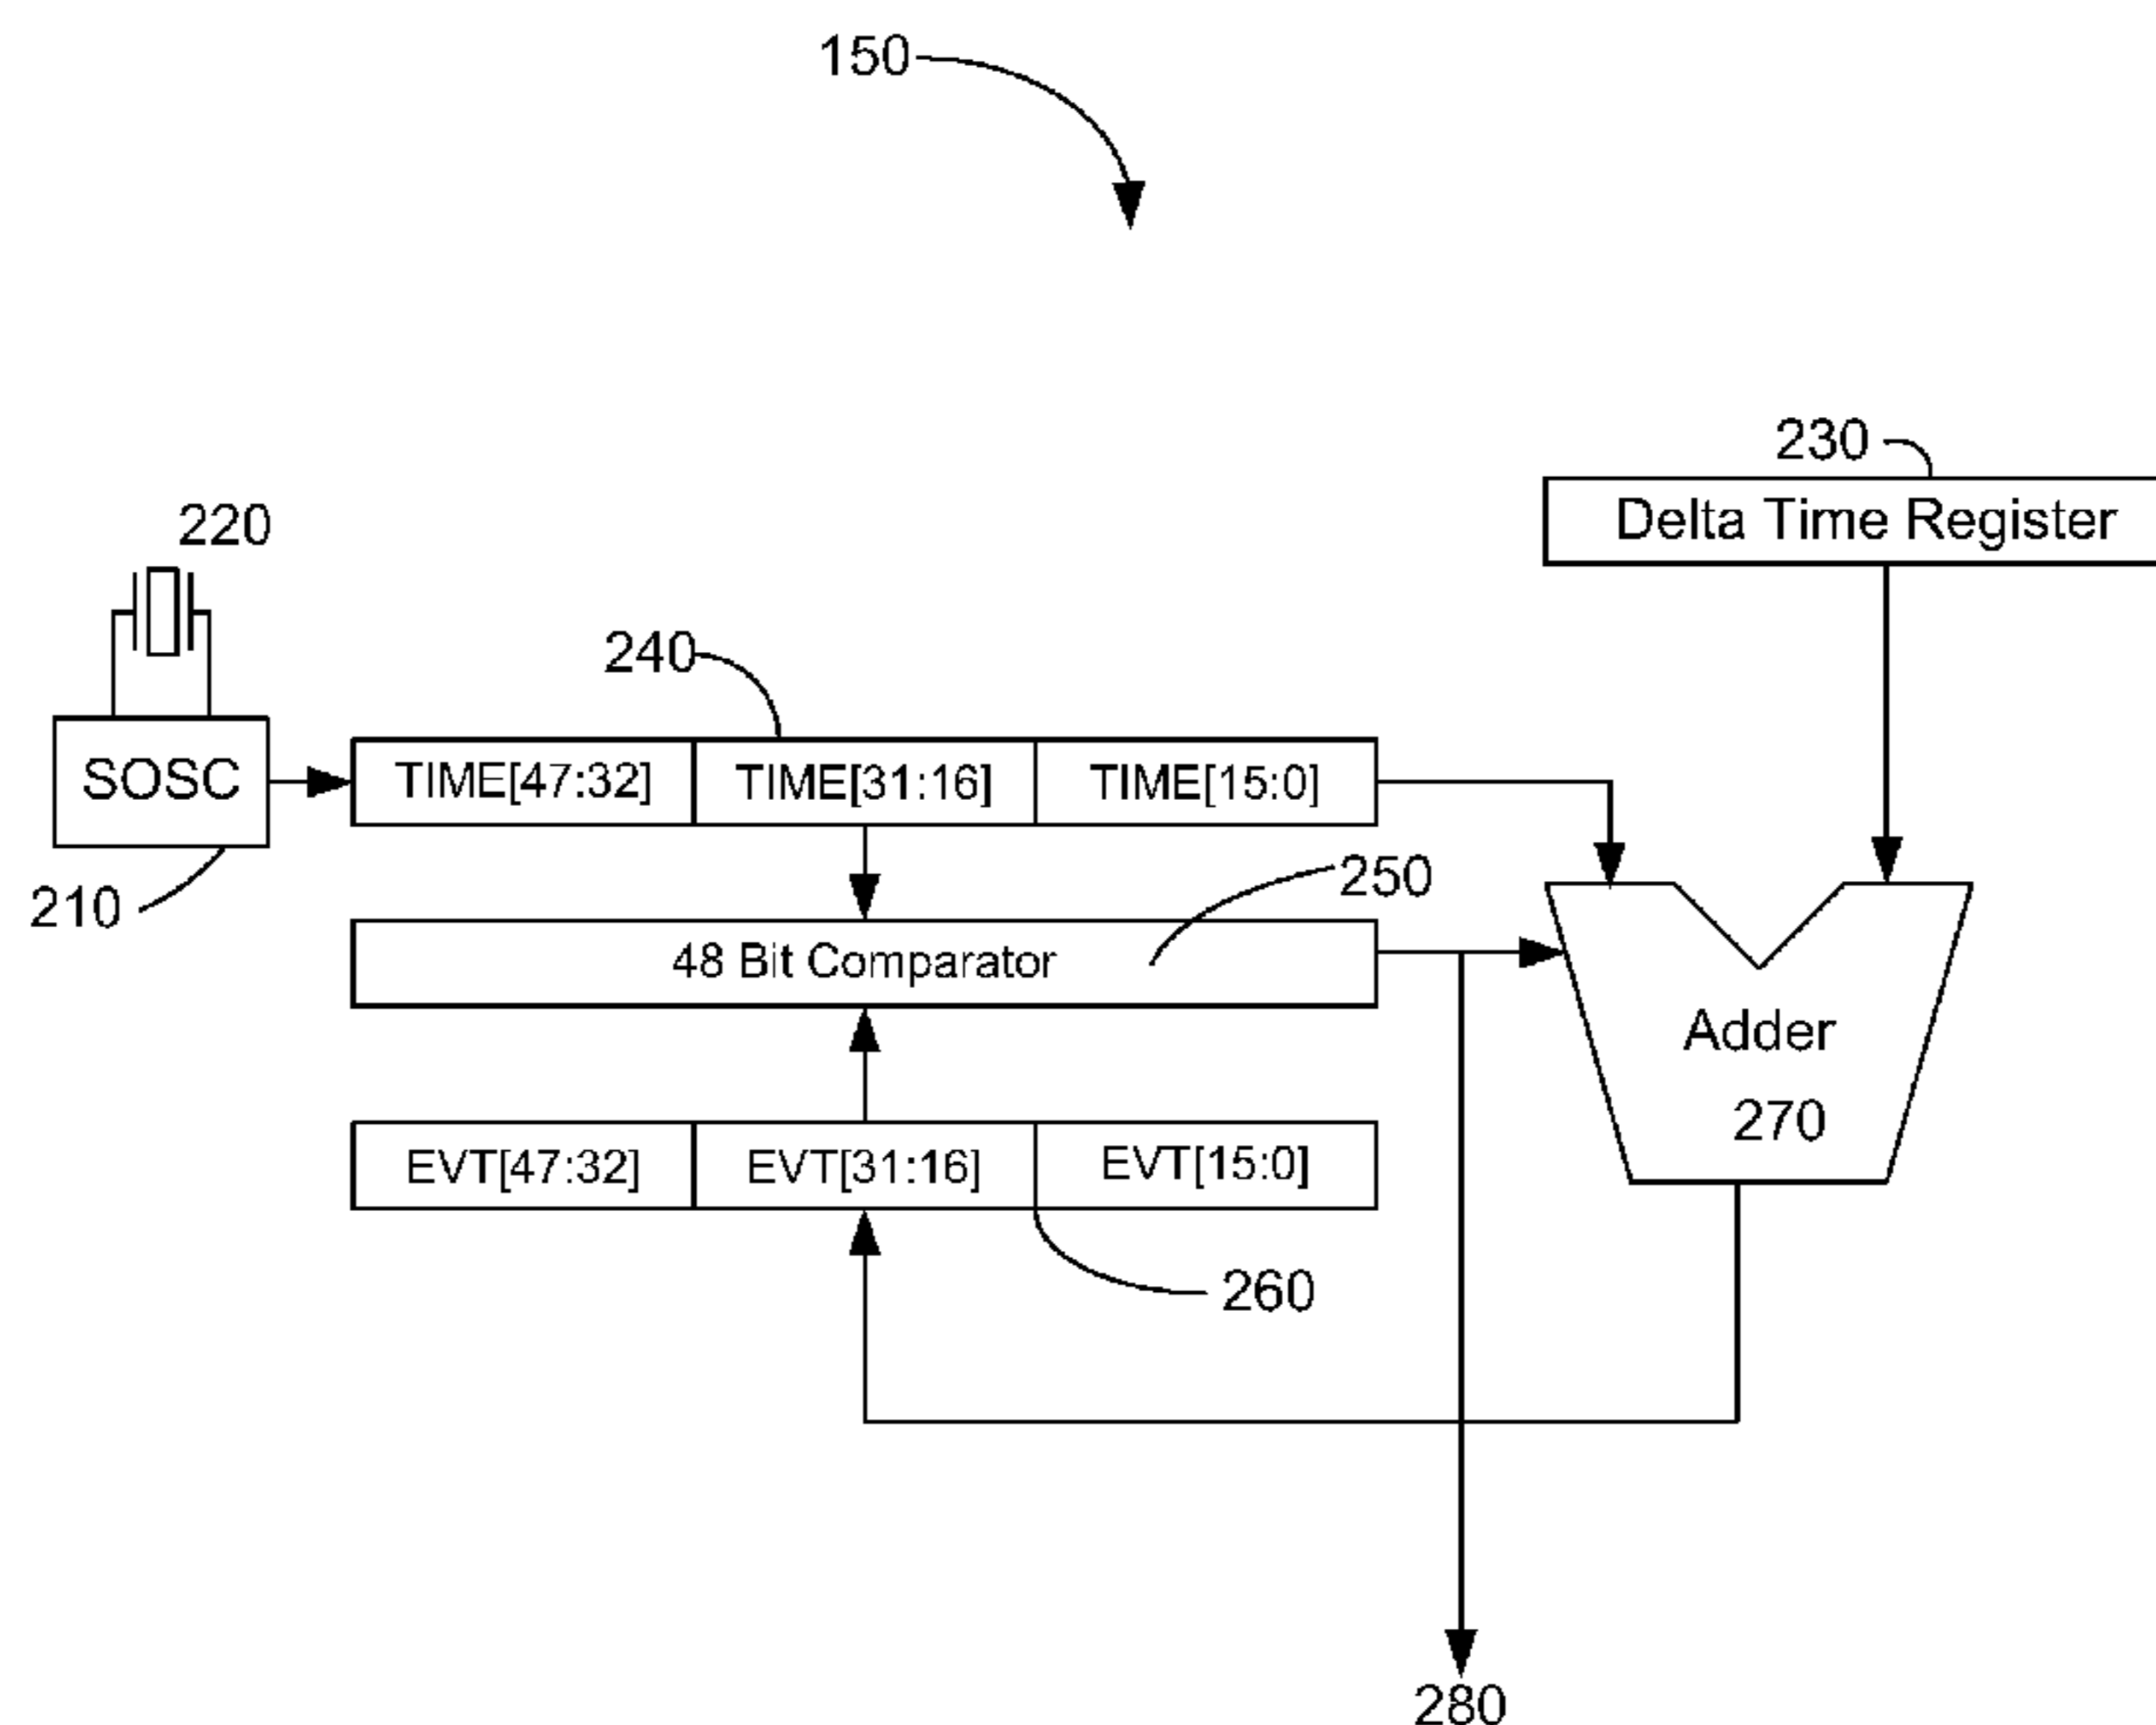 150
230
Delta Time Register
220
240
SOSC
TIME[47:32]
TIME[31:16]
TIME[15:0]
210
250
48 Bit Comparator
Adder
270
EVT[47:32]
EVT[31:16]
EVT[15:0]
260
280